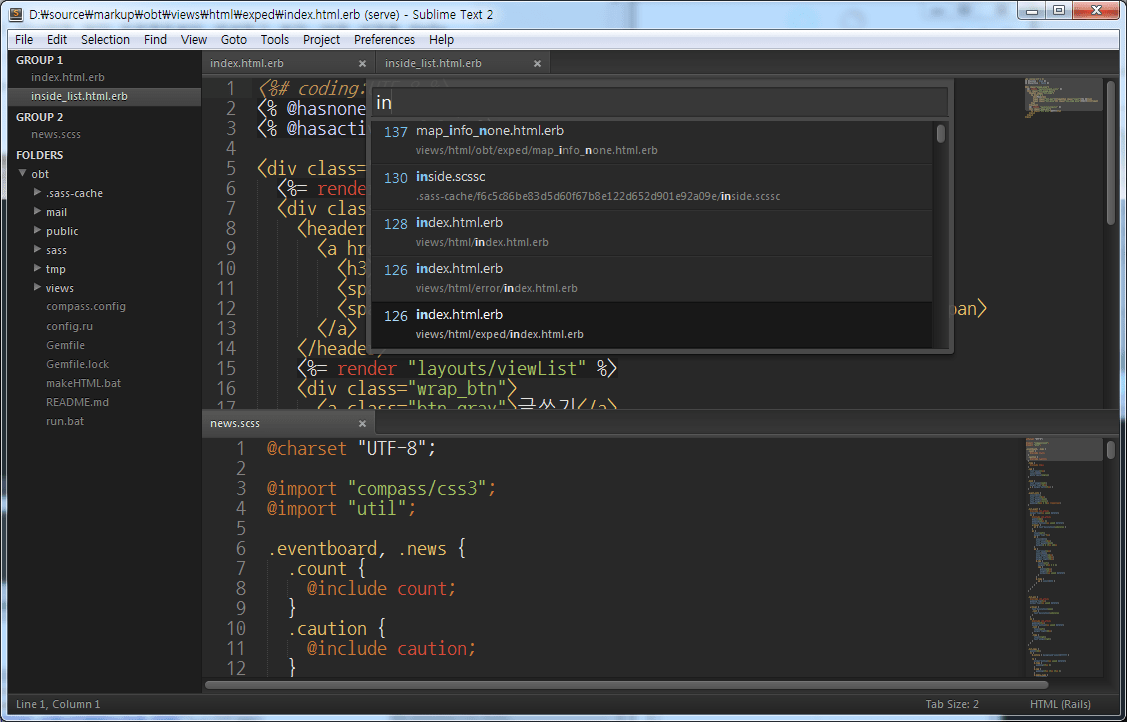 D:₩source₩markup₩obt₩views₩html₩exped₩index.html.erb (serve) - Sublime Text 2
File Edit Selection Find View Goto Tools Project Preferences Help
GROUP 1
index.html.erb
inside_list.html.erb
GROUP 2
news.scss
FOLDERS
obt
.sass-cache
mail
public
sass
tmp
views
compass.config
config.ru
Gemfile
Gemfile.lock
makeHTML.bat
README.md
run.bat
index.html.erb × inside_list.html.erb ×
in
137 map_info_none.html.erb
views/html/obt/exped/map_info_none.html.erb
130 inside.scssc
.sass-cache/f6c5c86be83d5d60f67b8e122d652d901e92a09e/inside.scssc
128 index.html.erb
views/html/index.html.erb
126 index.html.erb
views/html/error/index.html.erb
126 index.html.erb
views/html/exped/index.html.erb
1 <%# coding:
2 <% @hasnone
3 <% @hasacti
4
5 <div class=
6 <%= rende
7 <div clas
8 <header
9 <a hr
10 <h3
11 <sp
12 <sp an>
13 </a>
14 </header>
15 <%= render "layouts/viewList" %>
16 <div class="wrap_btn">
17 <a class="btn_gray">글쓰기</a>
news.scss ×
1 @charset "UTF-8";
2
3 @import "compass/css3";
4 @import "util";
5
6 .eventboard, .news {
7 .count {
8 @include count;
9 }
10 .caution {
11 @include caution;
12 }
Line 1, Column 1 Tab Size: 2 HTML (Rails)